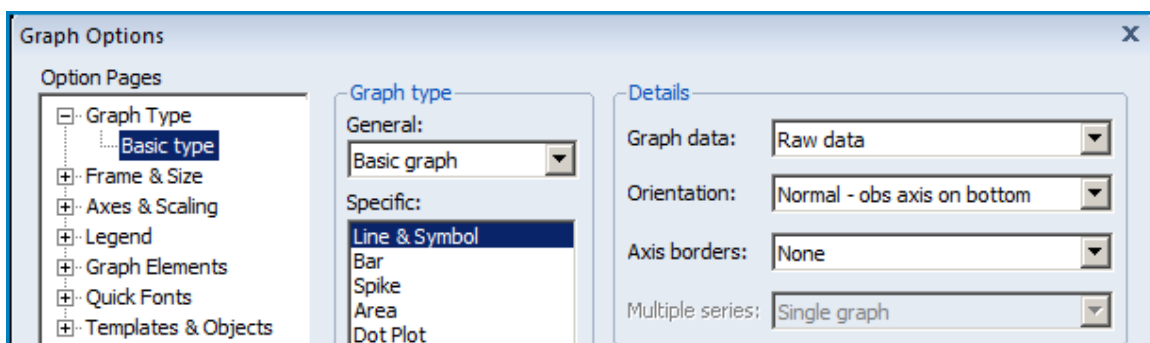 Graph Options
X
Option Pages
Graph Type
Basic type
Frame & Size
Axes & Scaling
Legend
Graph Elements
Quick Fonts
Templates & Objects
Graph type
General:
Basic graph
Specific:
Line & Symbol
Bar
Spike
Area
Dot Plot
Details
Graph data: Raw data
Orientation: Normal - obs axis on bottom
Axis borders: None
Multiple series: Single graph